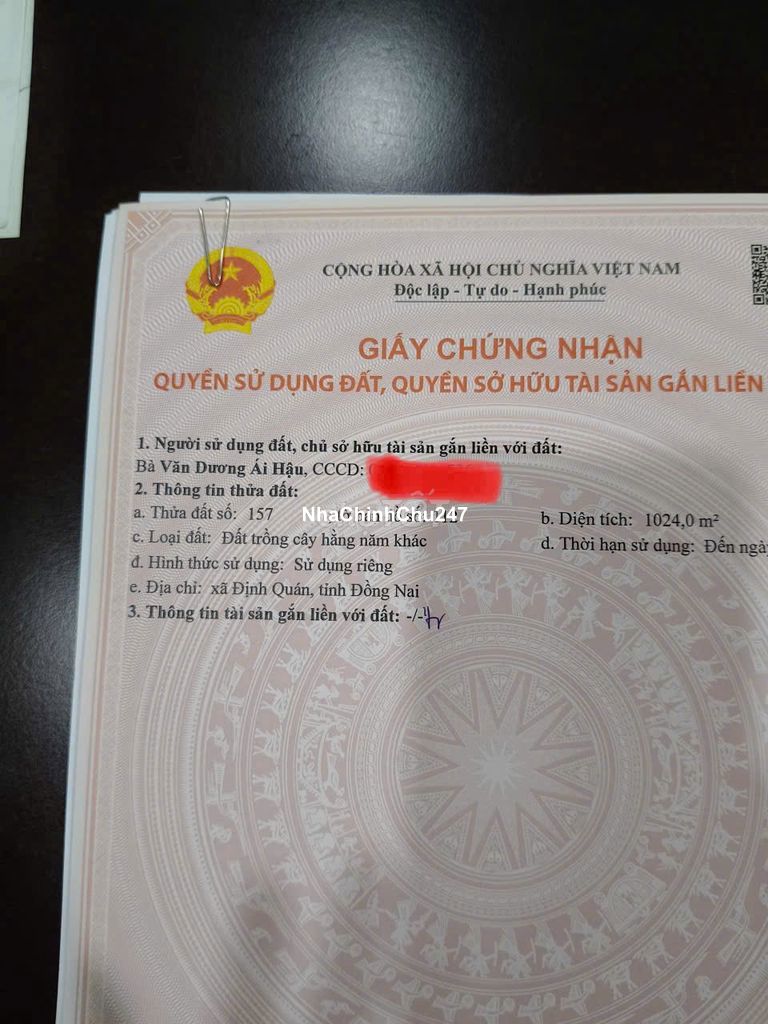 CỘNG HÒA XÃ HỘI CHỦ NGHĨA VIỆT NAM
Độc lập - Tự do - Hạnh phúc
GIẤY CHỨNG NHẬN
QUYỀN SỬ DỤNG ĐẤT, QUYỀN SỞ HỮU TÀI SẢN GẮN LIỀN
1. Người sử dụng đất, chủ sở hữu tài sản gắn liền với đất:
Bà Văn Dương Ái Hậu, CCCD:
2. Thông tin thửa đất:
a. Thửa đất số: 157
NhaChinhChu247
b. Diện tích: 1024,0 m²
c. Loại đất: Đất trồng cây hằng năm khác
d. Thời hạn sử dụng: Đến ngày
đ. Hình thức sử dụng: Sử dụng riêng
e. Địa chỉ: xã Định Quán, tỉnh Đồng Nai
3. Thông tin tài sản gắn liền với đất: -/-